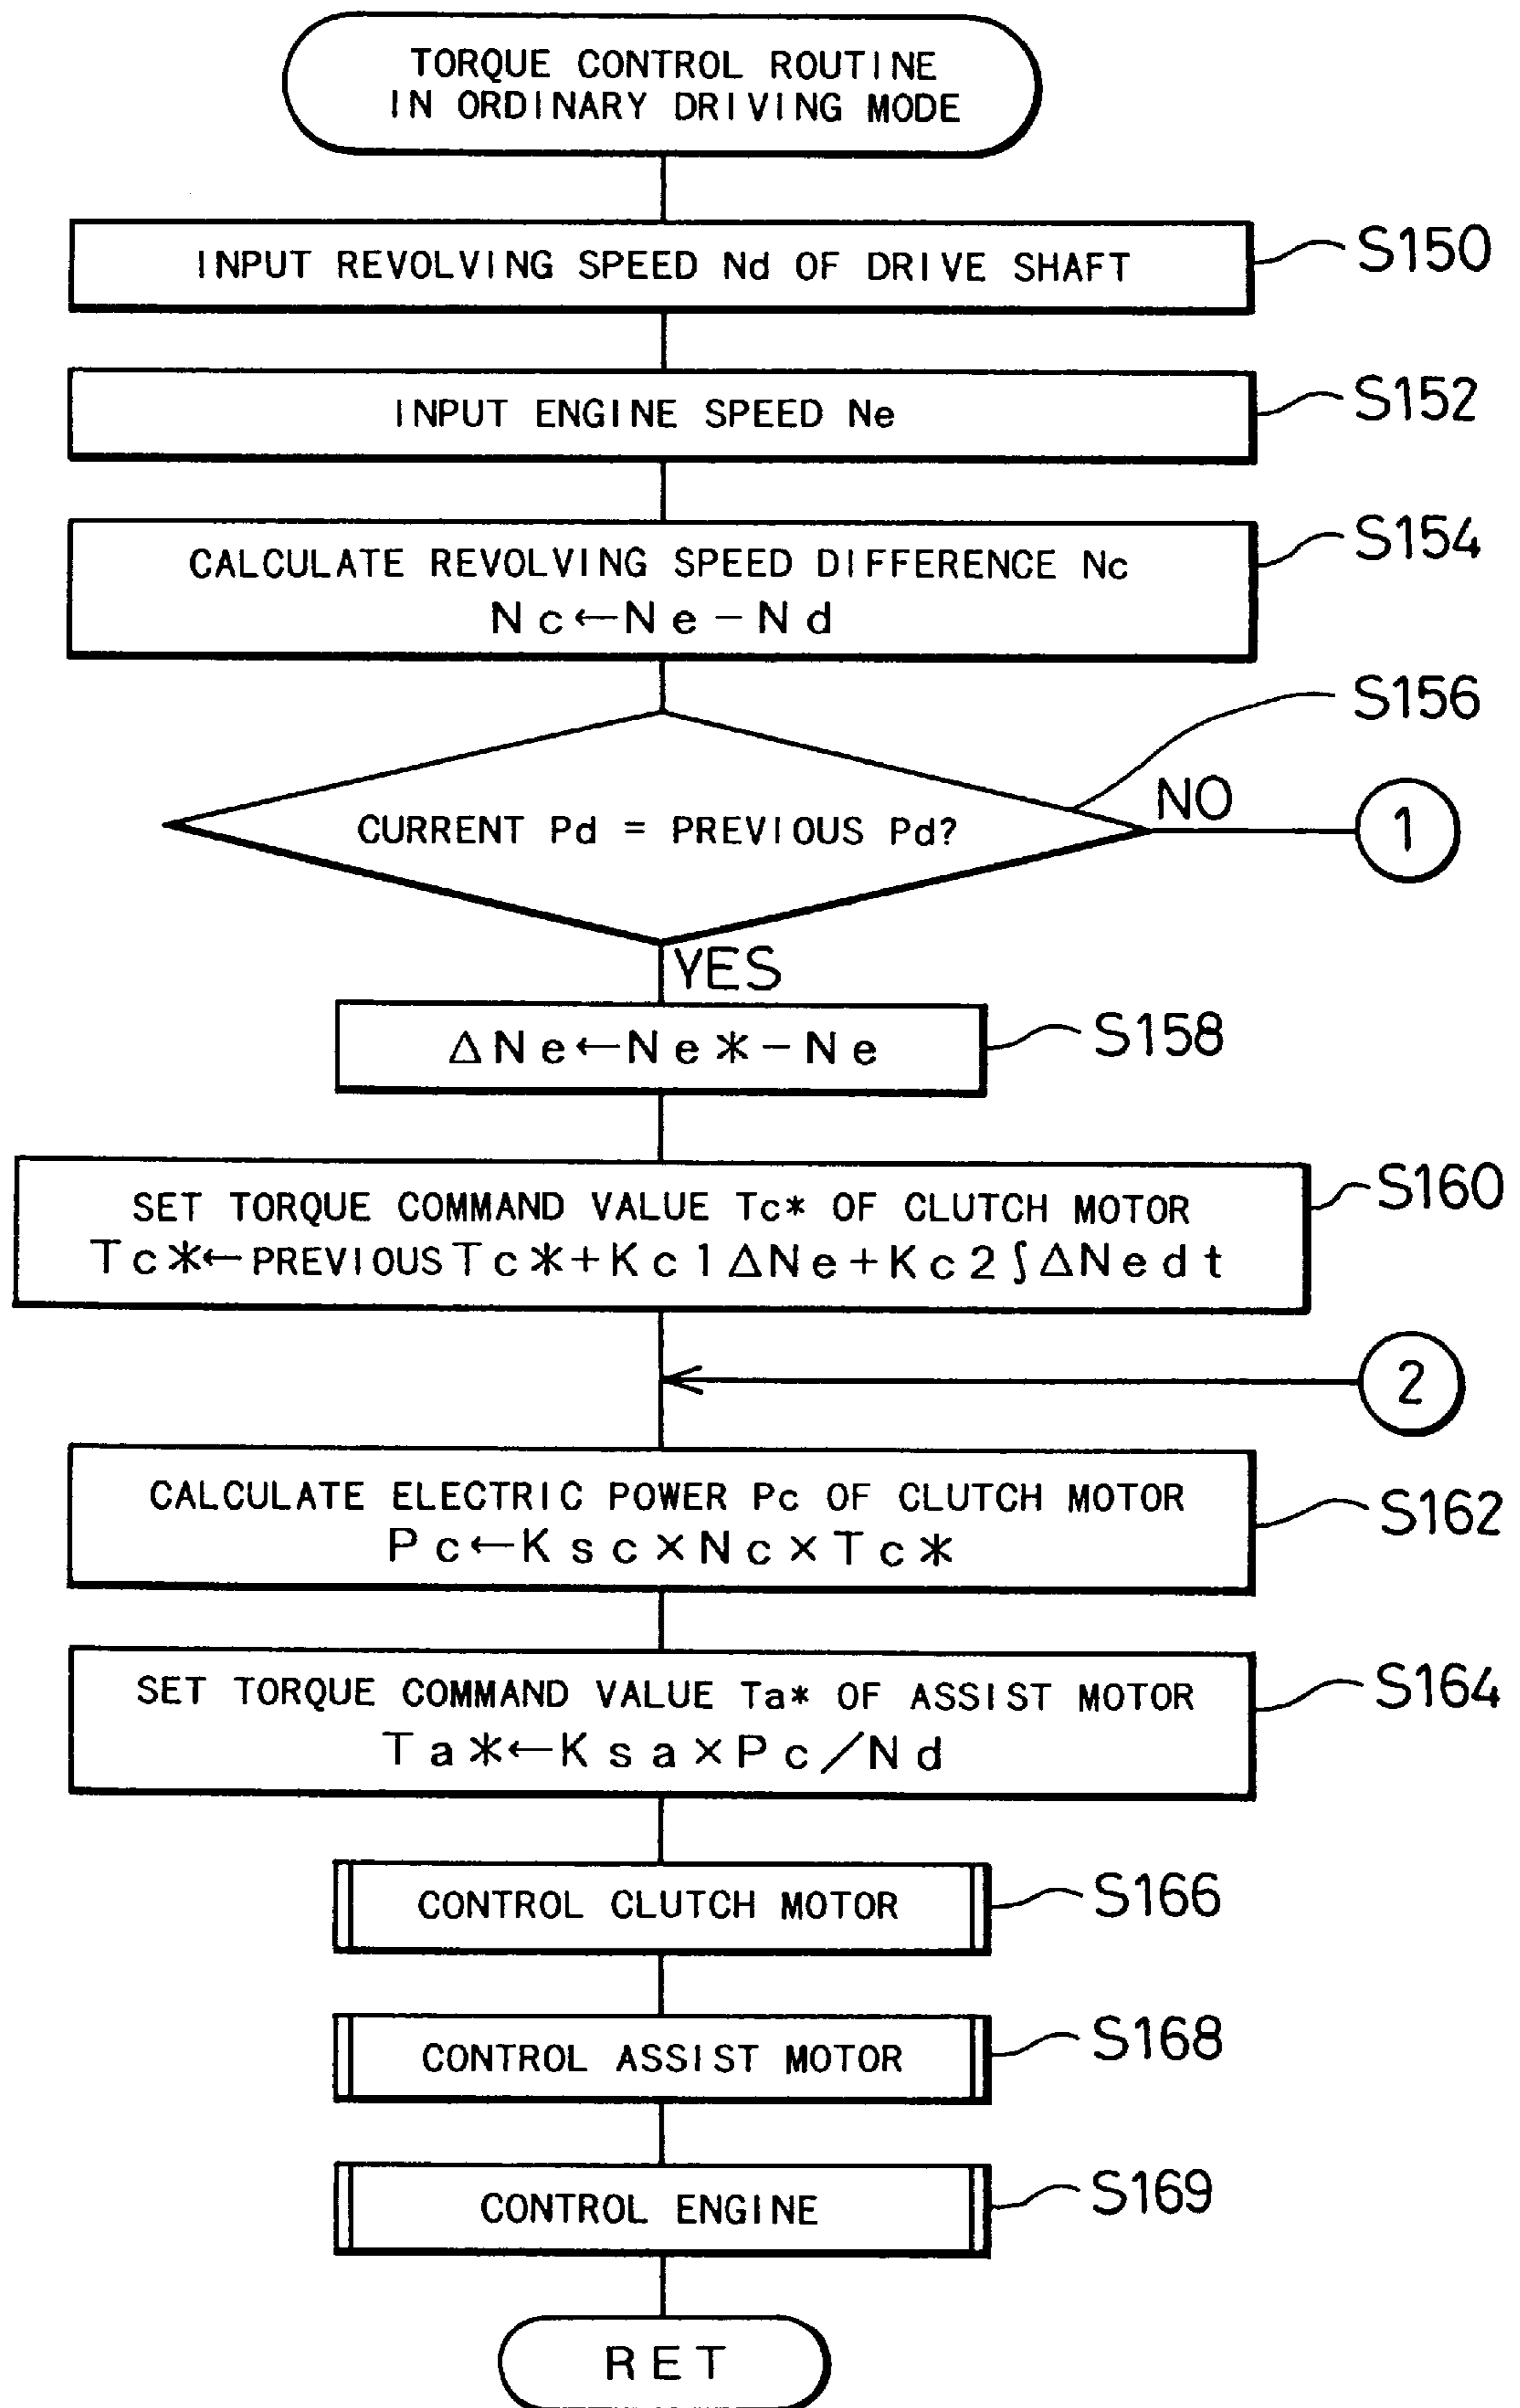 TORQUE CONTROL ROUTINE
IN ORDINARY DRIVING MODE
INPUT REVOLVING SPEED Nd OF DRIVE SHAFT
S150
INPUT ENGINE SPEED Ne
S152
CALCULATE REVOLVING SPEED DIFFERENCE Nc
Nc←Ne−Nd
S154
S156
CURRENT Pd = PREVIOUS Pd?
NO
1
YES
ΔNe←Ne*−Ne
S158
SET TORQUE COMMAND VALUE Tc* OF CLUTCH MOTOR
Tc*←PREVIOUS Tc*+Kc1ΔNe+Kc2∫ΔNedt
S160
2
CALCULATE ELECTRIC POWER Pc OF CLUTCH MOTOR
Pc←Ksc×Nc×Tc*
S162
SET TORQUE COMMAND VALUE Ta* OF ASSIST MOTOR
Ta*←Ksa×Pc/Nd
S164
CONTROL CLUTCH MOTOR
S166
CONTROL ASSIST MOTOR
S168
CONTROL ENGINE
S169
RET